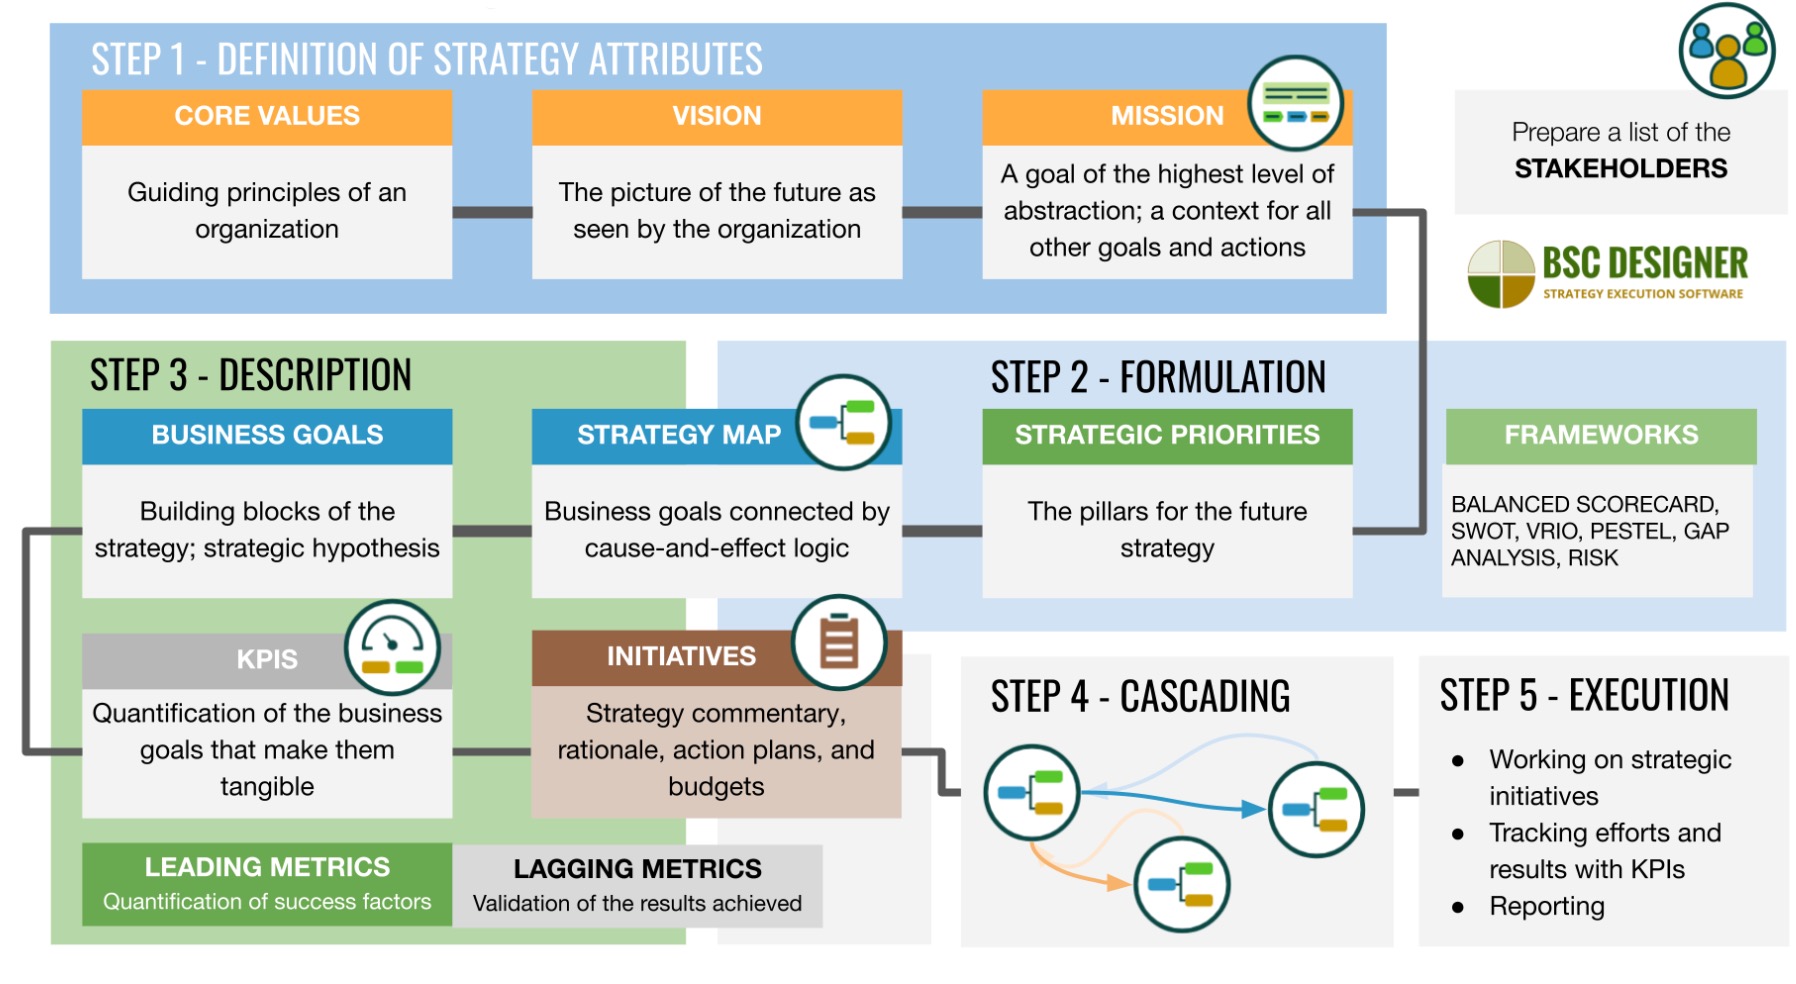 STEP 1 - DEFINITION OF STRATEGY ATTRIBUTES
CORE VALUES
Guiding principles of an
organization
VISION
The picture of the future as
seen by the organization
MISSION
A goal of the highest level of
abstraction; a context for all
other goals and actions
Prepare a list of the
STAKEHOLDERS
BSC DESIGNER
STRATEGY EXECUTION SOFTWARE
STEP 2 - FORMULATION
FRAMEWORKS
BALANCED SCORECARD,
SWOT, VRIO, PESTEL, GAP
ANALYSIS, RISK
STRATEGIC PRIORITIES
The pillars for the future
strategy
STRATEGY MAP
Business goals connected by
cause-and-effect logic
STEP 3 - DESCRIPTION
BUSINESS GOALS
Building blocks of the
strategy; strategic hypothesis
KPIS
Quantification of the business
goals that make them
tangible
INITIATIVES
Strategy commentary,
rationale, action plans, and
budgets
LEADING METRICS
Quantification of success factors
LAGGING METRICS
Validation of the results achieved
STEP 4 - CASCADING
STEP 5 - EXECUTION
● Working on strategic
initiatives
● Tracking efforts and
results with KPIs
● Reporting